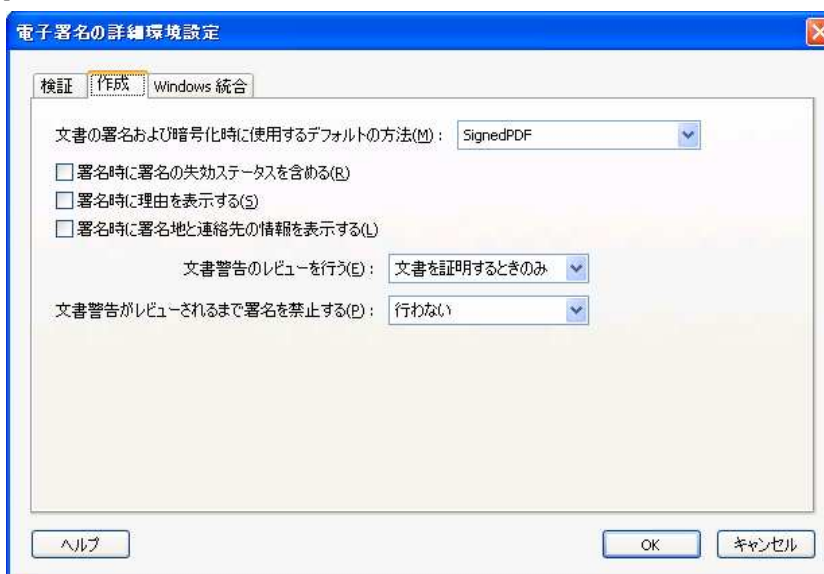 電子署名の詳細環境設定
検証 作成 Windows 統合
文書の署名および暗号化時に使用するデフォルトの方法(M)： SignedPDF
署名時に署名の失効ステータスを含める(R)
署名時に理由を表示する(S)
署名時に署名地と連絡先の情報を表示する(L)
文書警告のレビューを行う(E)： 文書を証明するときのみ
文書警告がレビューされるまで署名を禁止する(P)： 行わない
ヘルプ OK キャンセル